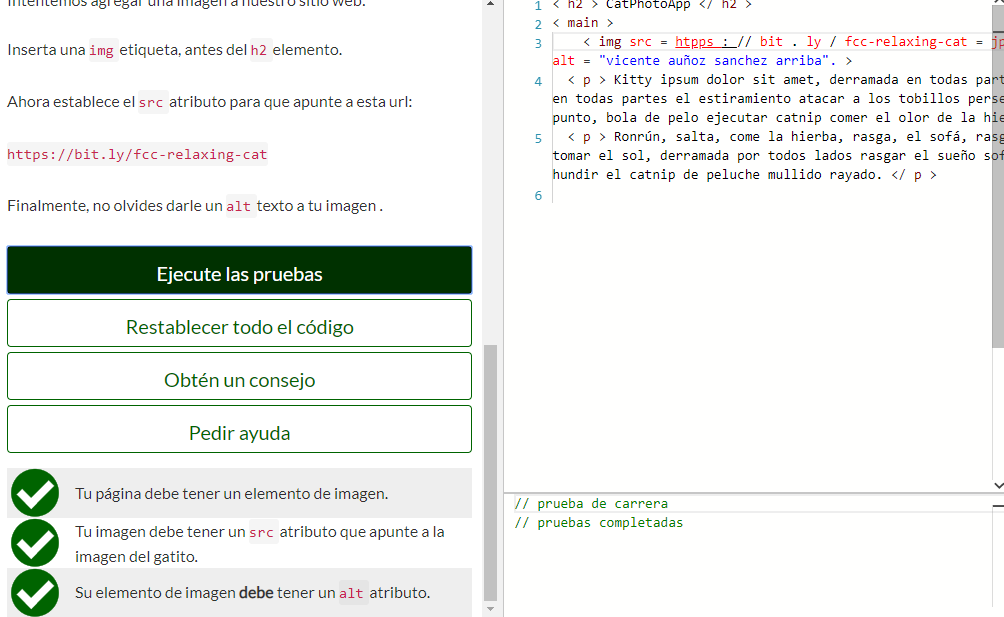 Intentemos agregar una imagen a nuestro sitio web.
Inserta una img etiqueta, antes del h2 elemento.
Ahora establece el src atributo para que apunte a esta url:
https://bit.ly/fcc-relaxing-cat
Finalmente, no olvides darle un alt texto a tu imagen .
Ejecute las pruebas
Restablecer todo el código
Obtén un consejo
Pedir ayuda
Tu página debe tener un elemento de imagen.
Tu imagen debe tener un src atributo que apunte a la
imagen del gatito.
Su elemento de imagen debe tener un alt atributo.
1 < h2 > CatPhotoApp </ h2 >
2 < main >
3 < img src = htpps : // bit . ly / fcc-relaxing-cat = jp
alt = "vicente auñoz sanchez arriba". >
4 < p > Kitty ipsum dolor sit amet, derramada en todas part
en todas partes el estiramiento atacar a los tobillos perse
punto, bola de pelo ejecutar catnip comer el olor de la hie
5 < p > Ronrún, salta, come la hierba, rasga, el sofá, rasg
tomar el sol, derramada por todos lados rasgar el sueño sof
hundir el catnip de peluche mullido rayado. </ p >
6
// prueba de carrera
// pruebas completadas